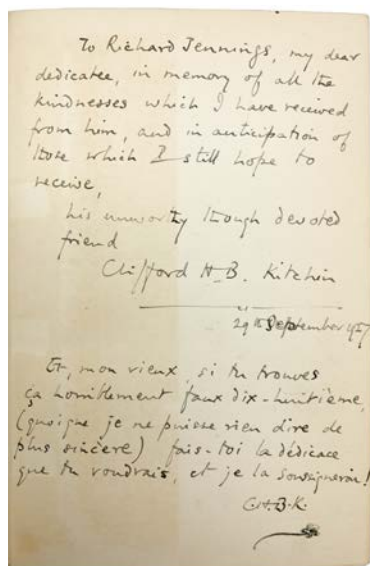 To Richard Jennings, my dear
dedicatee, in memory of all the
kindnesses which I have received
from him, and in anticipation of
those which I still hope to
receive,
his unworthy though devoted
friend
Clifford H. B. Kitchin
29th September 1927
Et, mon vieux, si tu trouves
ça horriblement faux dix-huitième,
(quoique je ne puisse rien dire de
plus sincère) fais-toi la dédicace
que tu voudrais, et je la soussignerai!
C.H.B.K.